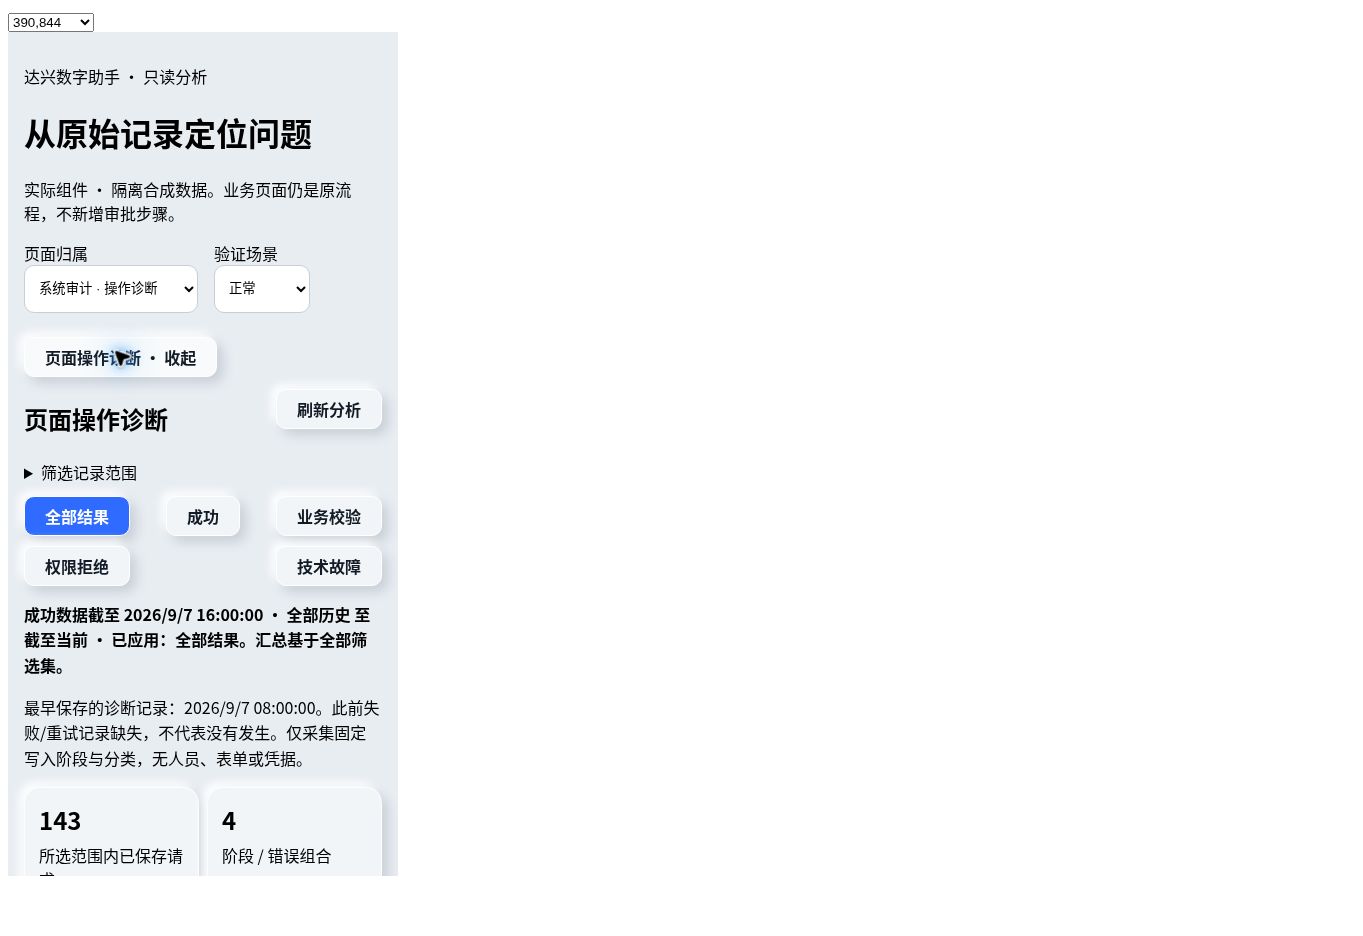 390,844
达兴数字助手 · 只读分析
从原始记录定位问题
实际组件 · 隔离合成数据。业务页面仍是原流
程，不新增审批步骤。
页面归属
验证场景
系统审计 · 操作诊断
正常
页面操作诊断 · 收起
刷新分析
页面操作诊断
筛选记录范围
全部结果
成功
业务校验
权限拒绝
技术故障
成功数据截至 2026/9/7 16:00:00 · 全部历史 至
截至当前 · 已应用：全部结果。汇总基于全部筛
选集。
最早保存的诊断记录：2026/9/7 08:00:00。此前失
败/重试记录缺失，不代表没有发生。仅采集固定
写入阶段与分类，无人员、表单或凭据。
143
4
所选范围内已保存请
阶段 / 错误组合